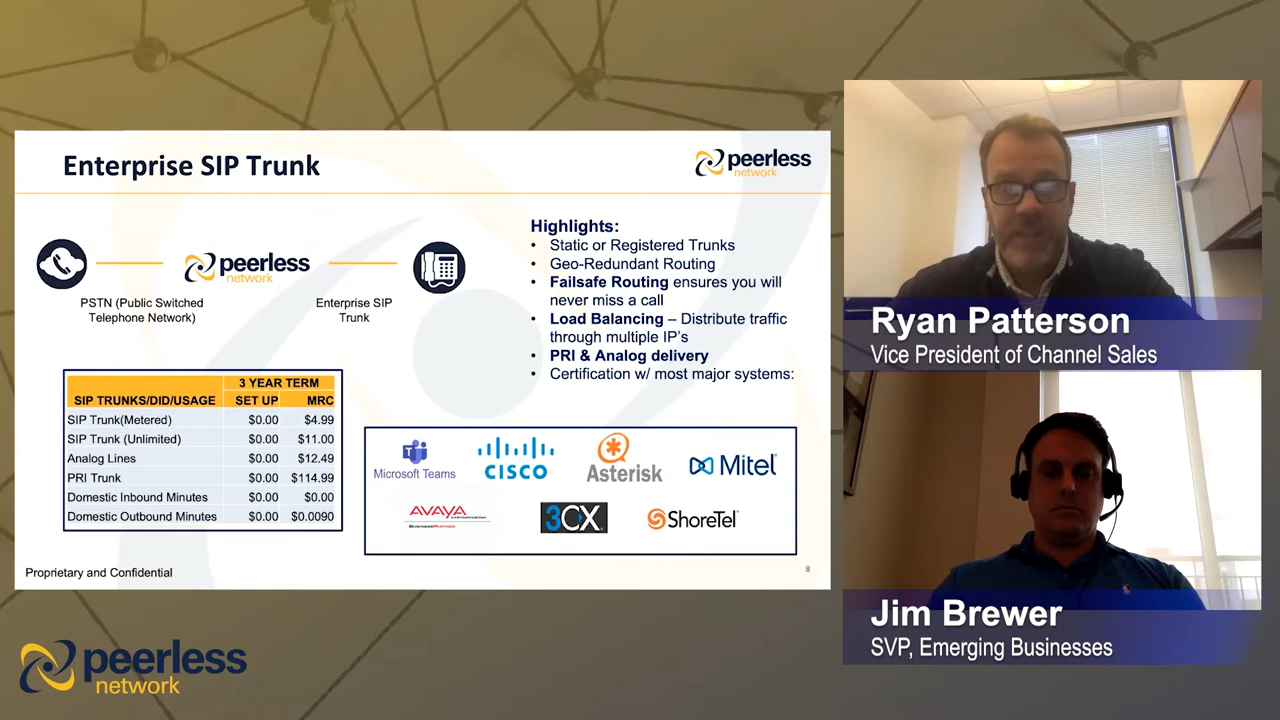 Enterprise SIP Trunk
peerless
network
peerless
network
PSTN (Public Switched
Telephone Network)
Enterprise SIP
Trunk
Highlights:
• Static or Registered Trunks
• Geo-Redundant Routing
• Failsafe Routing ensures you will
never miss a call
• Load Balancing – Distribute traffic
through multiple IP's
• PRI & Analog delivery
• Certification w/ most major systems:
3 YEAR TERM
SIP TRUNKS/DID/USAGE SET UP MRC
SIP Trunk(Metered) $0.00 $4.99
SIP Trunk (Unlimited) $0.00 $11.00
Analog Lines $0.00 $12.49
PRI Trunk $0.00 $114.99
Domestic Inbound Minutes $0.00 $0.00
Domestic Outbound Minutes $0.00 $0.0090
Microsoft Teams
CISCO
Asterisk
Mitel
AVAYA
3CX
ShoreTel
Proprietary and Confidential
8
Ryan Patterson
Vice President of Channel Sales
Jim Brewer
SVP, Emerging Businesses
peerless
network